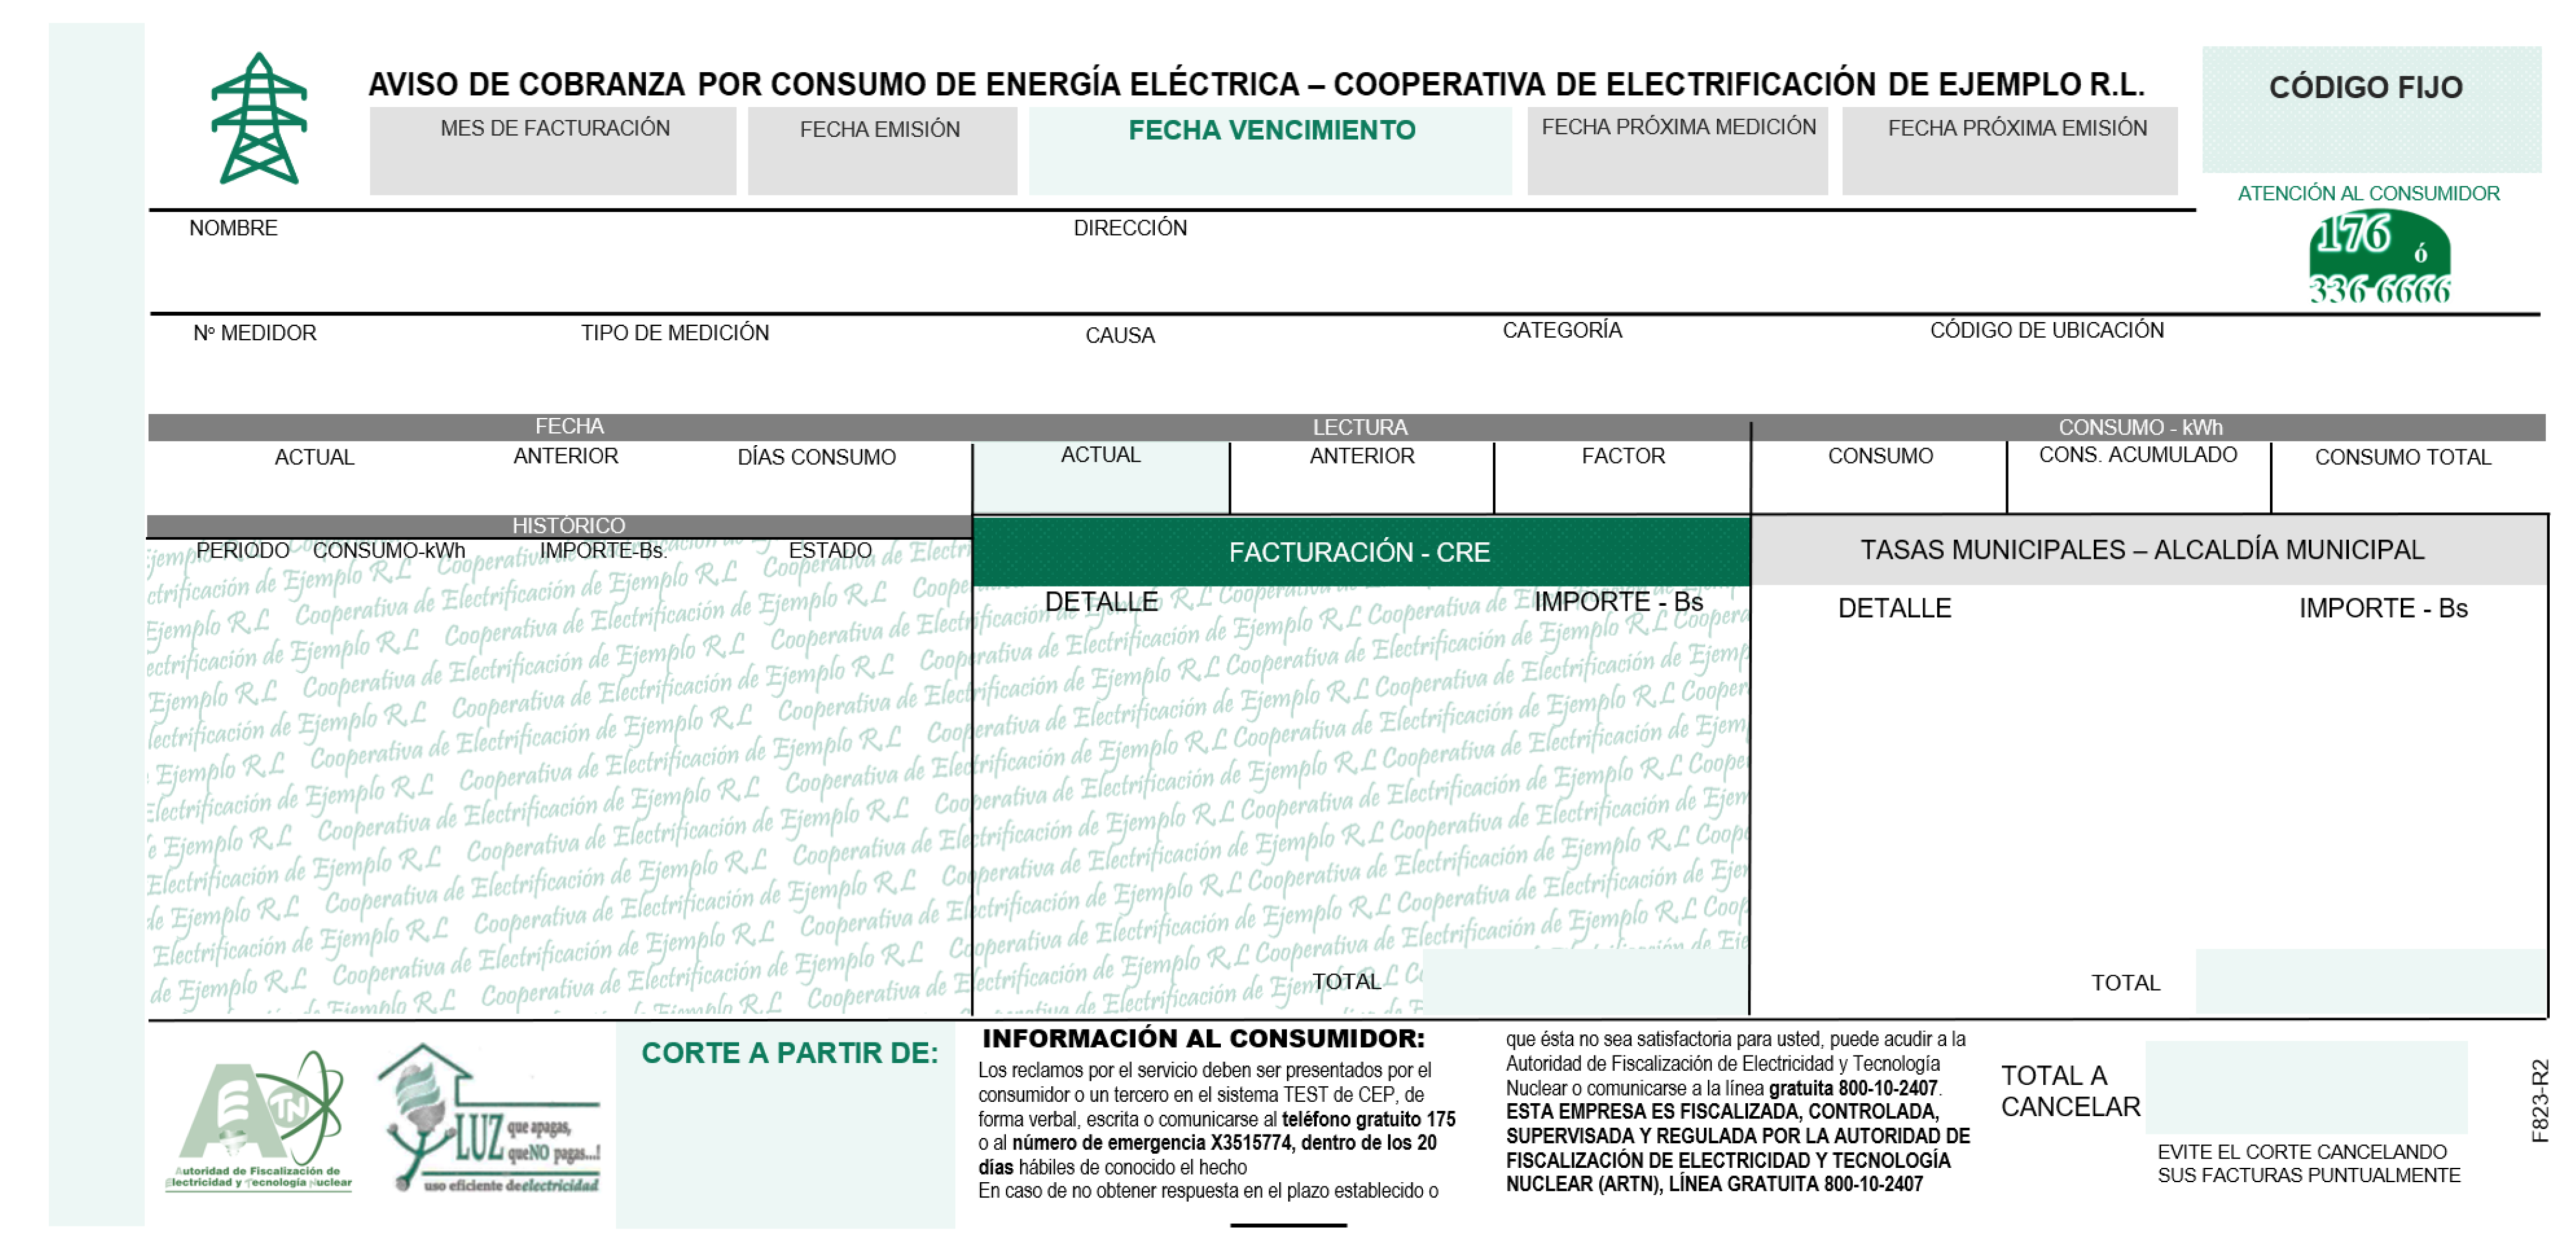 AVISO DE COBRANZA POR CONSUMO DE ENERGÍA ELÉCTRICA – COOPERATIVA DE ELECTRIFICACIÓN DE EJEMPLO R.L.
CÓDIGO FIJO
MES DE FACTURACIÓN FECHA EMISIÓN FECHA VENCIMIENTO FECHA PRÓXIMA MEDICIÓN FECHA PRÓXIMA EMISIÓN
ATENCIÓN AL CONSUMIDOR
176 ó
336-6666
NOMBRE DIRECCIÓN
Nº MEDIDOR TIPO DE MEDICIÓN CAUSA CATEGORÍA CÓDIGO DE UBICACIÓN
FECHA LECTURA CONSUMO - kWh
ACTUAL ANTERIOR DÍAS CONSUMO ACTUAL ANTERIOR FACTOR CONSUMO CONS. ACUMULADO CONSUMO TOTAL
HISTÓRICO
PERIODO CONSUMO-kWh IMPORTE-Bs. ESTADO
FACTURACIÓN - CRE
DETALLE IMPORTE - Bs
TOTAL
TASAS MUNICIPALES – ALCALDÍA MUNICIPAL
DETALLE IMPORTE - Bs
TOTAL
Cooperativa de Electrificación de Ejemplo R.L
Autoridad de Fiscalización de
Electricidad y Tecnología Nuclear
LUZ que apagas,
queNO pagas...!
uso eficiente de electricidad
CORTE A PARTIR DE:
INFORMACIÓN AL CONSUMIDOR:
Los reclamos por el servicio deben ser presentados por el
consumidor o un tercero en el sistema TEST de CEP, de
forma verbal, escrita o comunicarse al teléfono gratuito 175
o al número de emergencia X3515774, dentro de los 20
días hábiles de conocido el hecho
En caso de no obtener respuesta en el plazo establecido o
que ésta no sea satisfactoria para usted, puede acudir a la
Autoridad de Fiscalización de Electricidad y Tecnología
Nuclear o comunicarse a la línea gratuita 800-10-2407.
ESTA EMPRESA ES FISCALIZADA, CONTROLADA,
SUPERVISADA Y REGULADA POR LA AUTORIDAD DE
FISCALIZACIÓN DE ELECTRICIDAD Y TECNOLOGÍA
NUCLEAR (ARTN), LÍNEA GRATUITA 800-10-2407
TOTAL A
CANCELAR
EVITE EL CORTE CANCELANDO
SUS FACTURAS PUNTUALMENTE
F823-R2